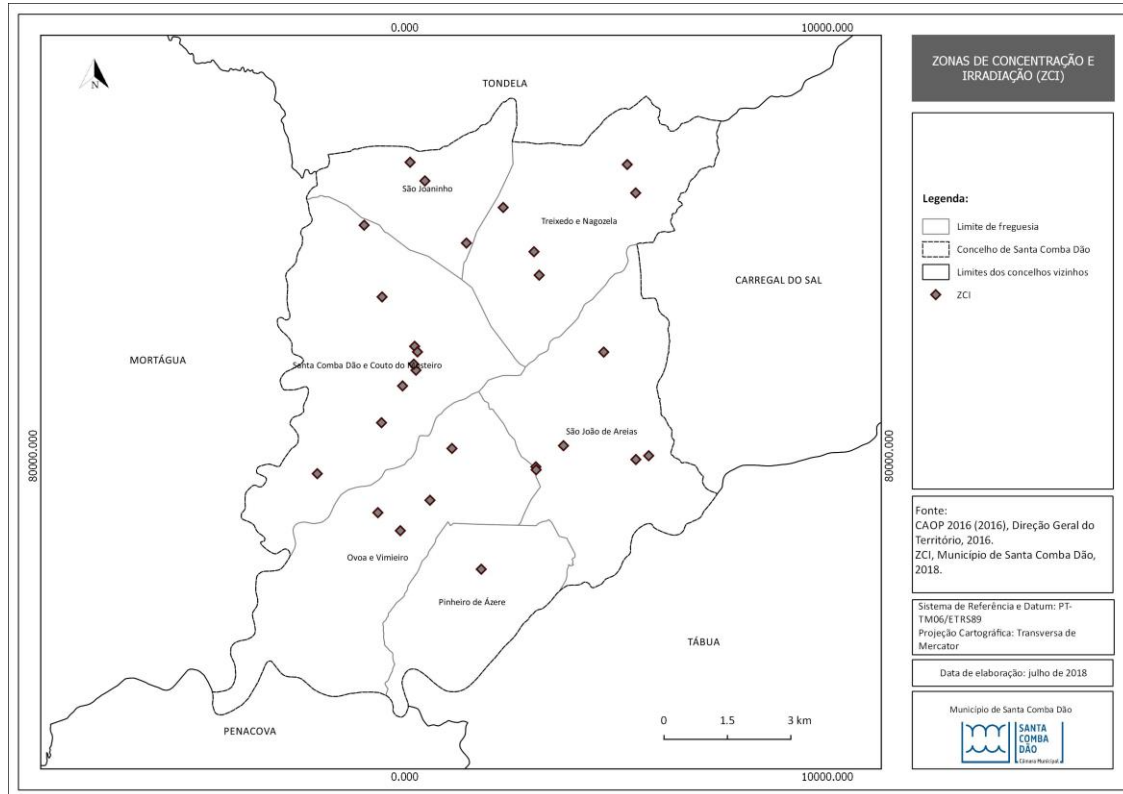 0.000
10000.000
N
TONDELA
São Joaninho
Treixedo e Nagozela
CARREGAL DO SAL
MORTÁGUA
Santa Comba Dão e Couto do Mosteiro
São João de Areias
80000.000
80000.000
Ovoa e Vimieiro
Pinheiro de Ázere
TÁBUA
PENACOVA
0
1.5
3 km
0.000
10000.000
ZONAS DE CONCENTRAÇÃO E
IRRADIAÇÃO (ZCI)
Legenda:
Limite de freguesia
Concelho de Santa Comba Dão
Limites dos concelhos vizinhos
ZCI
Fonte:
CAOP 2016 (2016), Direção Geral do
Território, 2016.
ZCI, Município de Santa Comba Dão,
2018.
Sistema de Referência e Datum: PT-
TM06/ETRS89
Projeção Cartográfica: Transversa de
Mercator
Data de elaboração: julho de 2018
Município de Santa Comba Dão
SANTA
COMBA
DÃO
Câmara Municipal